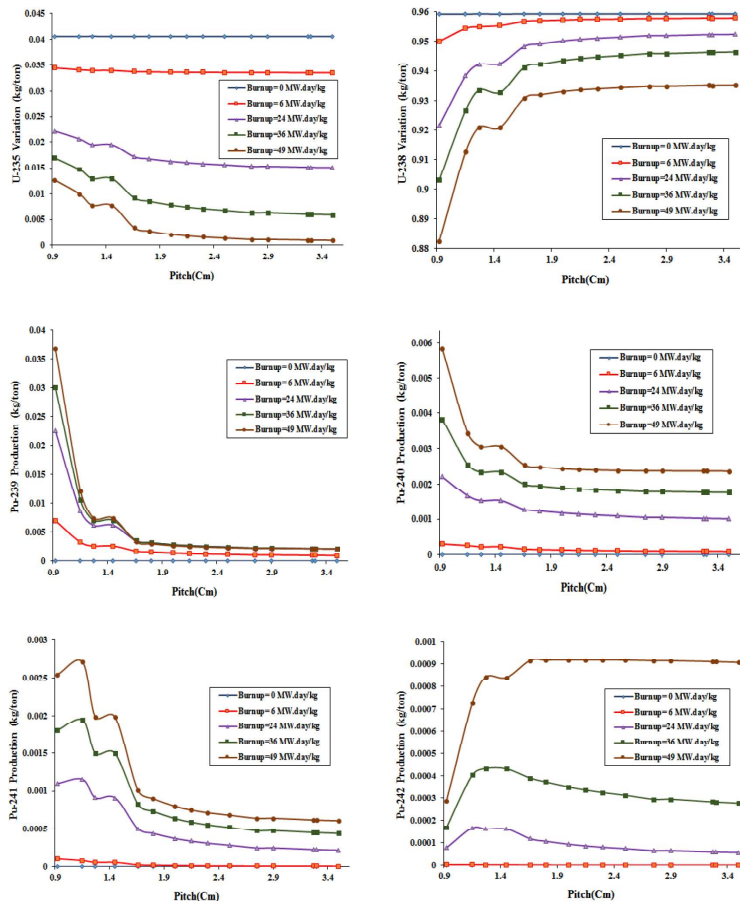 U-235 Variation (kg/ton)
0.045
0.04
0.035
0.03
0.025
0.02
0.015
0.01
0.005
0
Burnup= 0 MW.day/kg
Burnup= 6 MW.day/kg
Burnup=24 MW.day/kg
Burnup=36 MW.day/kg
Burnup=49 MW.day/kg
0.9 1.4 1.9 2.4 2.9 3.4
Pitch(Cm)
U-238 Variation (kg/ton)
0.96
0.95
0.94
0.93
0.92
0.91
0.9
0.89
0.88
Burnup= 0 MW.day/kg
Burnup= 6 MW.day/kg
Burnup=24 MW.day/kg
Burnup=36 MW.day/kg
Burnup=49 MW.day/kg
0.9 1.4 1.9 2.4 2.9 3.4
Pitch(Cm)
Pu-239 Production (kg/ton)
0.04
0.035
0.03
0.025
0.02
0.015
0.01
0.005
0
Burnup= 0 MW.day/kg
Burnup= 6 MW.day/kg
Burnup=24 MW.day/kg
Burnup=36 MW.day/kg
Burnup=49 MW.day/kg
0.9 1.4 1.9 2.4 2.9 3.4
Pitch(Cm)
Pu-240 Production (kg/ton)
0.006
0.005
0.004
0.003
0.002
0.001
0
Burnup= 0 MW.day/kg
Burnup= 6 MW.day/kg
Burnup=24 MW.day/kg
Burnup=36 MW.day/kg
Burnup=49 MW.day/kg
0.9 1.4 1.9 2.4 2.9 3.4
Pitch(Cm)
Pu-241 Production (kg/ton)
0.003
0.0025
0.002
0.0015
0.001
0.0005
0
Burnup= 0 MW.day/kg
Burnup= 6 MW.day/kg
Burnup=24 MW.day/kg
Burnup=36 MW.day/kg
Burnup=49 MW.day/kg
0.9 1.4 1.9 2.4 2.9 3.4
Pitch(Cm)
Pu-242 Production (kg/ton)
0.001
0.0009
0.0008
0.0007
0.0006
0.0005
0.0004
0.0003
0.0002
0.0001
0
Burnup= 0 MW.day/kg
Burnup= 6 MW.day/kg
Burnup=24 MW.day/kg
Burnup=36 MW.day/kg
Burnup=49 MW.day/kg
0.9 1.4 1.9 2.4 2.9 3.4
Pitch(Cm)